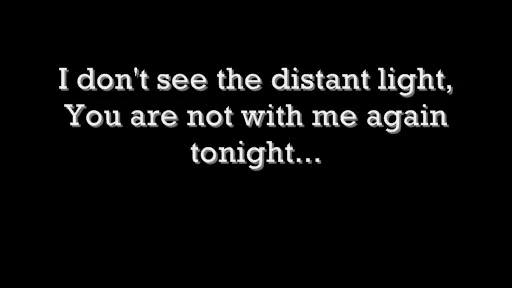 I don't see the distant light,
You are not with me again
tonight...